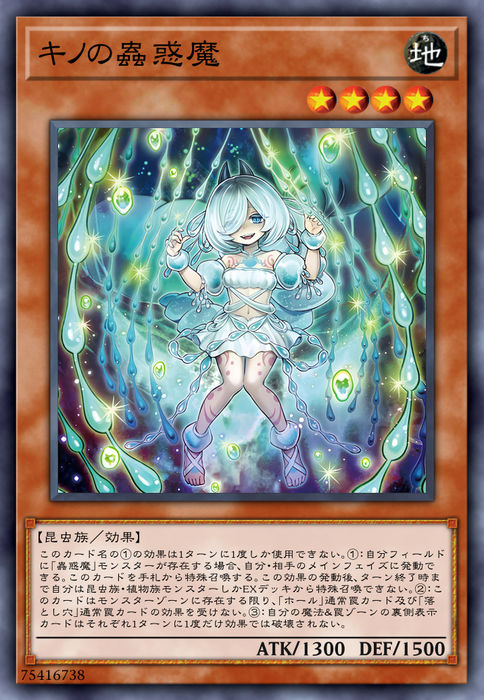 キノの蟲惑魔
ち
地
【昆虫族／効果】
このカード名の①の効果は1ターンに1度しか使用できない。①：自分フィールド
に「蟲惑魔」モンスターが存在する場合、自分・相手のメインフェイズに発動で
きる。このカードを手札から特殊召喚する。この効果の発動後、ターン終了時ま
で自分は昆虫族・植物族モンスターしかEXデッキから特殊召喚できない。②：こ
のカードはモンスターゾーンに存在する限り、「ホール」通常罠カード及び「落と
し穴」通常罠カードの効果を受けない。③：自分の魔法&罠ゾーンの裏側表示
カードはそれぞれ1ターンに1度だけ効果では破壊されない。
ATK/1300 DEF/1500
75416738